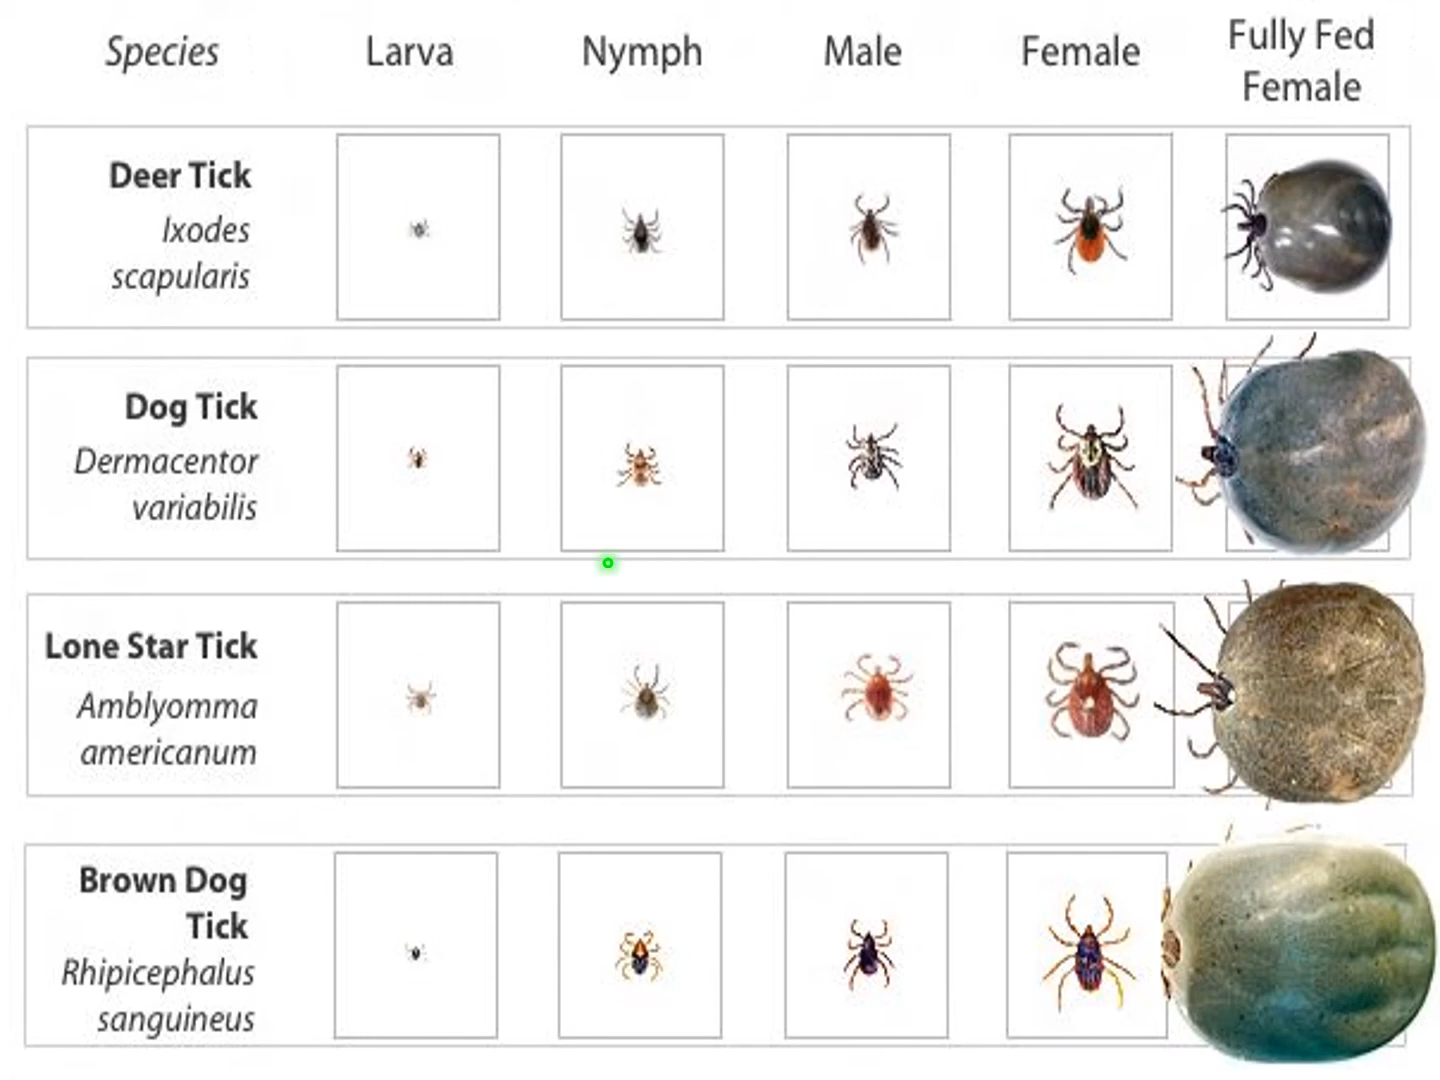 Species Larva Nymph Male Female Fully Fed
Female
Deer Tick
Ixodes
scapularis
Dog Tick
Dermacentor
variabilis
Lone Star Tick
Amblyomma
americanum
Brown Dog
Tick
Rhipicephalus
sanguineus